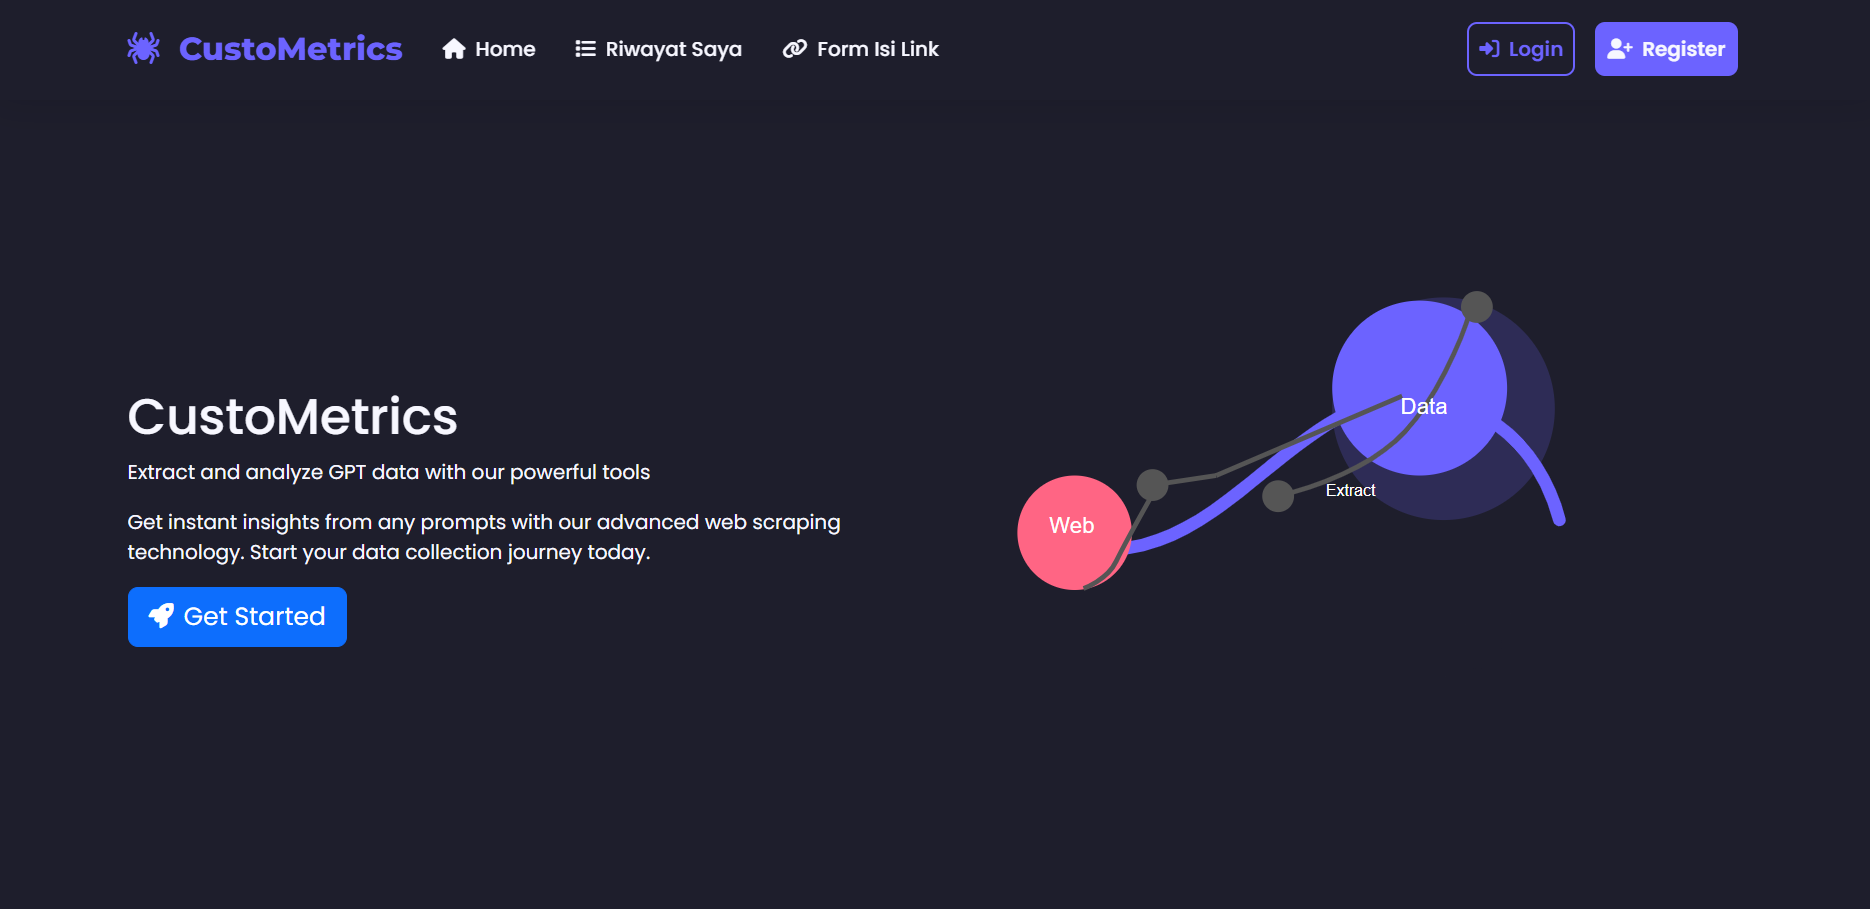 CustoMetrics
Home
Riwayat Saya
Form Isi Link
Login
Register
CustoMetrics
Extract and analyze GPT data with our powerful tools
Get instant insights from any prompts with our advanced web scraping
technology. Start your data collection journey today.
Get Started
Data
Extract
Web